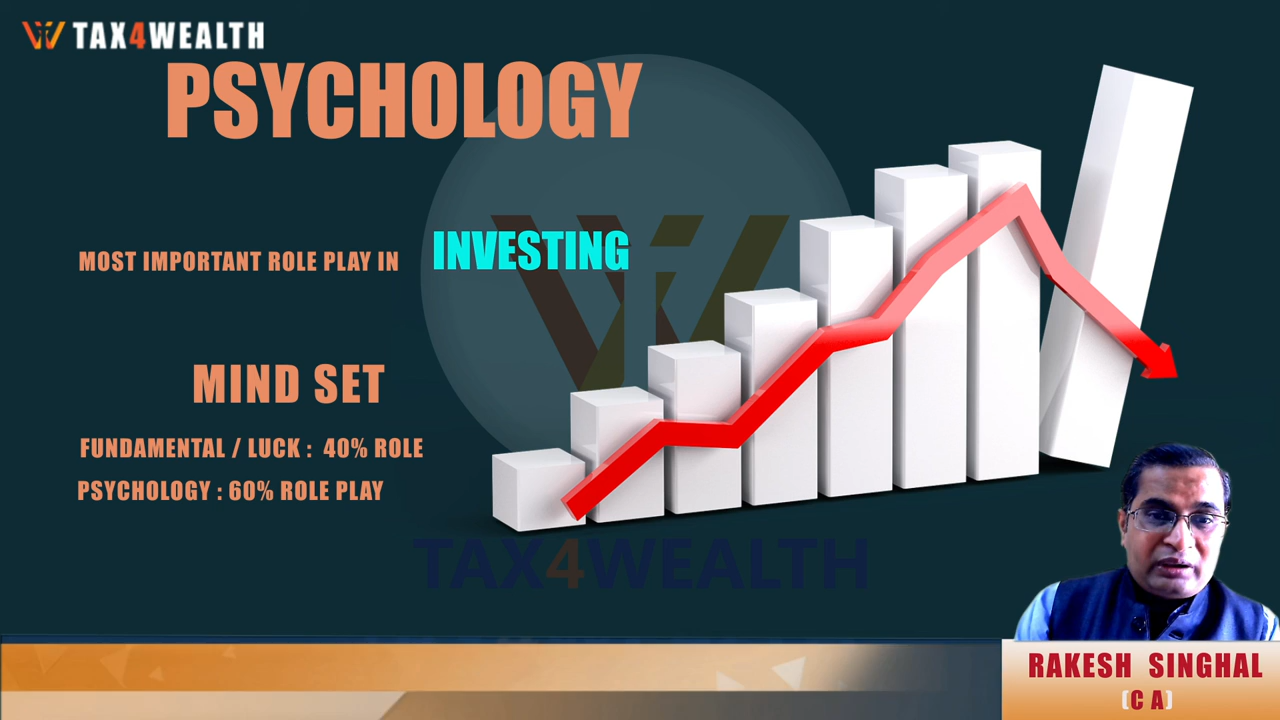 TAX4WEALTH
PSYCHOLOGY
MOST IMPORTANT ROLE PLAY IN INVESTING
MIND SET
FUNDAMENTAL / LUCK : 40% ROLE
PSYCHOLOGY : 60% ROLE PLAY
TAX4WEALTH
RAKESH SINGHAL
(C A)